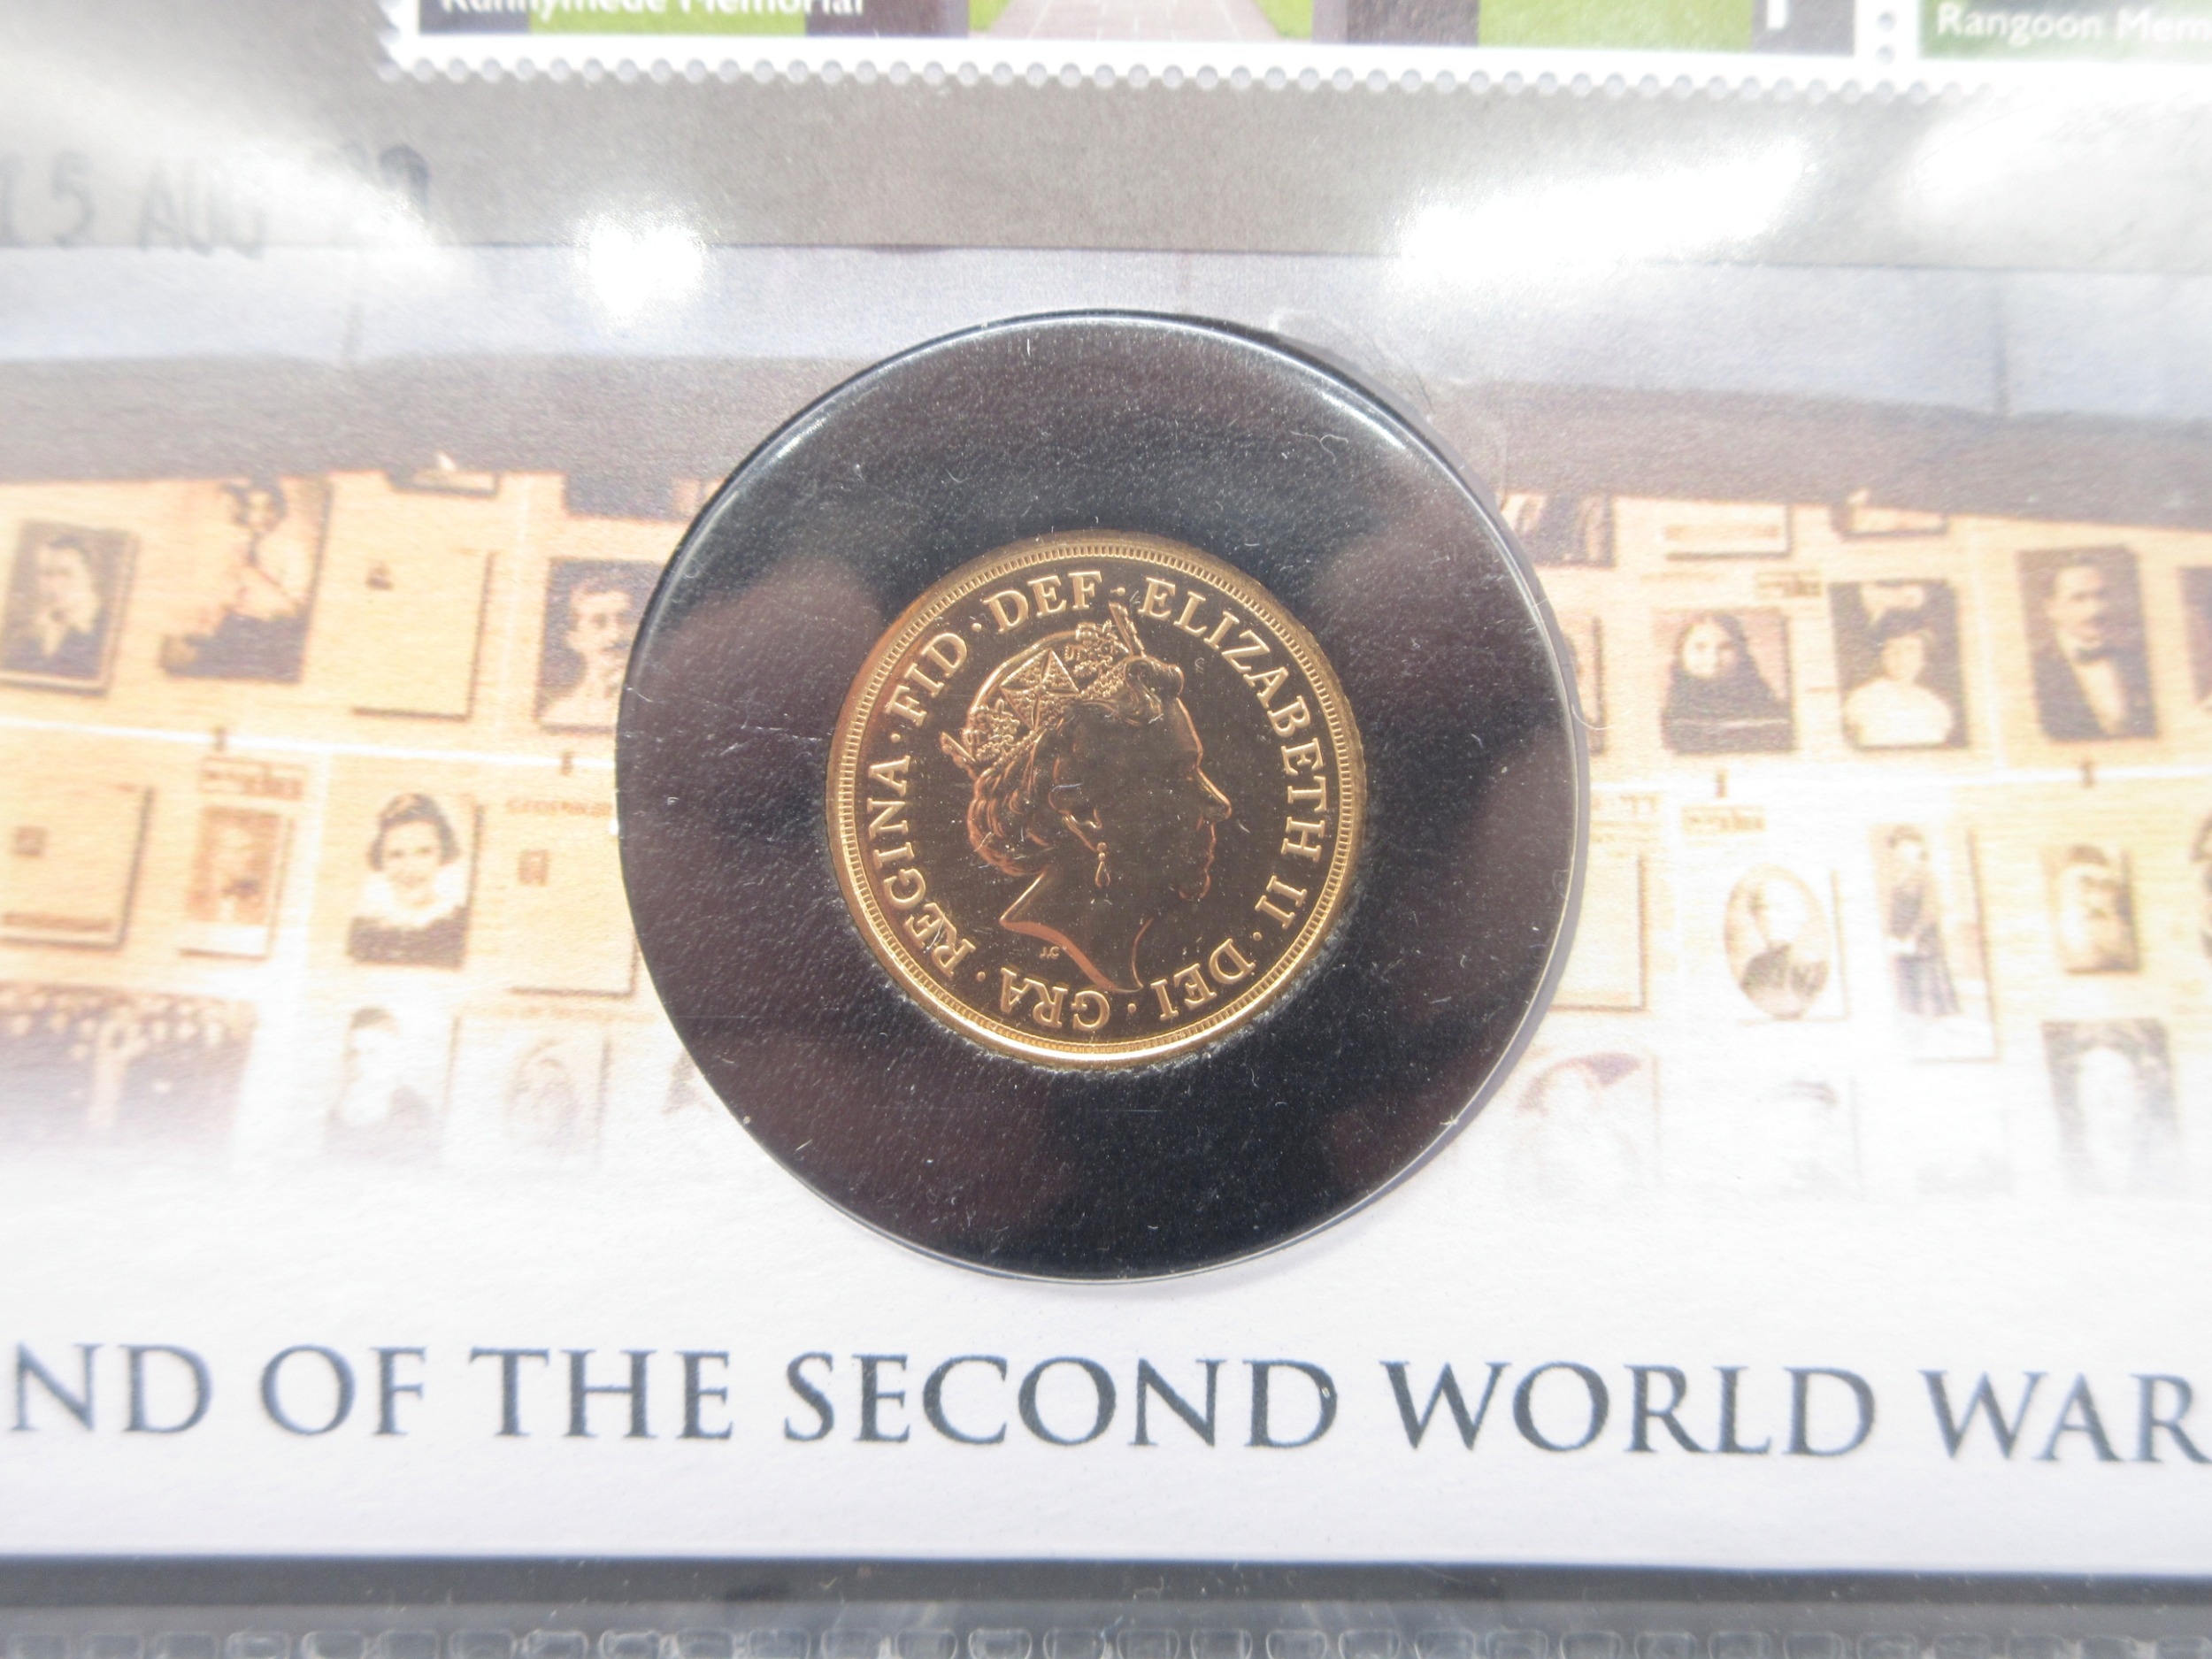 Runnymede Memorial
Rangoon Mem
15 AUG
ELIZABETH II · DEI · GRA · REGINA · FID · DEF ·
J.C
ND OF THE SECOND WORLD WAR